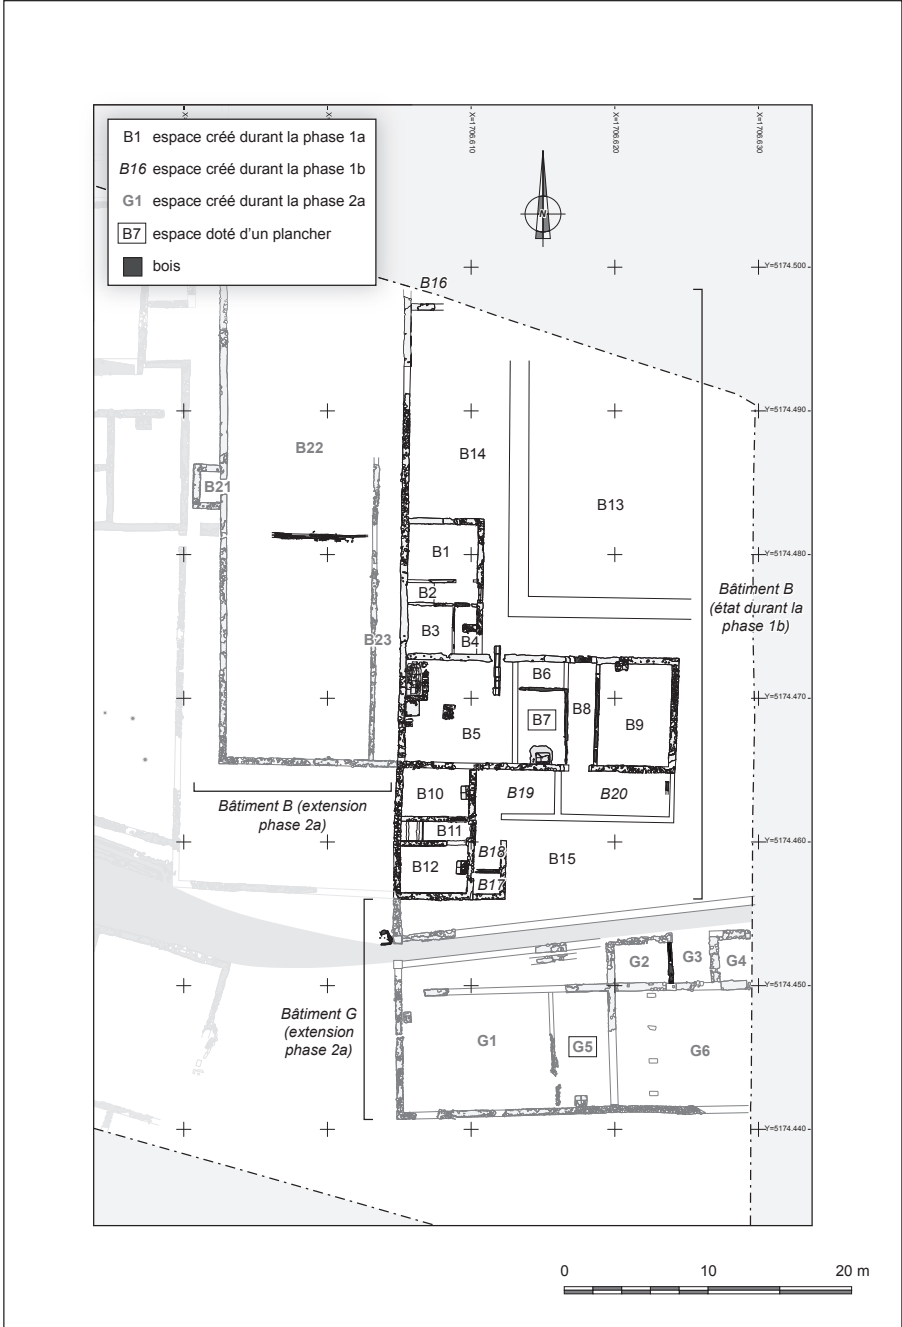 B1 espace créé durant la phase 1a
B16 espace créé durant la phase 1b
G1 espace créé durant la phase 2a
B7 espace doté d'un plancher
bois
X=1706.610
X=1706.620
X=1706.630
N
Y=5174.500
B16
Y=5174.490
B22
B14
B21
B13
Y=5174.480
B1
B2
Bâtiment B
(état durant la
phase 1b)
B3
B4
B23
B6
Y=5174.470
B7
B8
B9
B5
B10
B19
B20
Bâtiment B (extension
phase 2a)
B11
Y=5174.460
B18
B15
B12
B17
G2
G3
G4
Y=5174.450
Bâtiment G
(extension
phase 2a)
G1
G5
G6
Y=5174.440
0 10 20 m